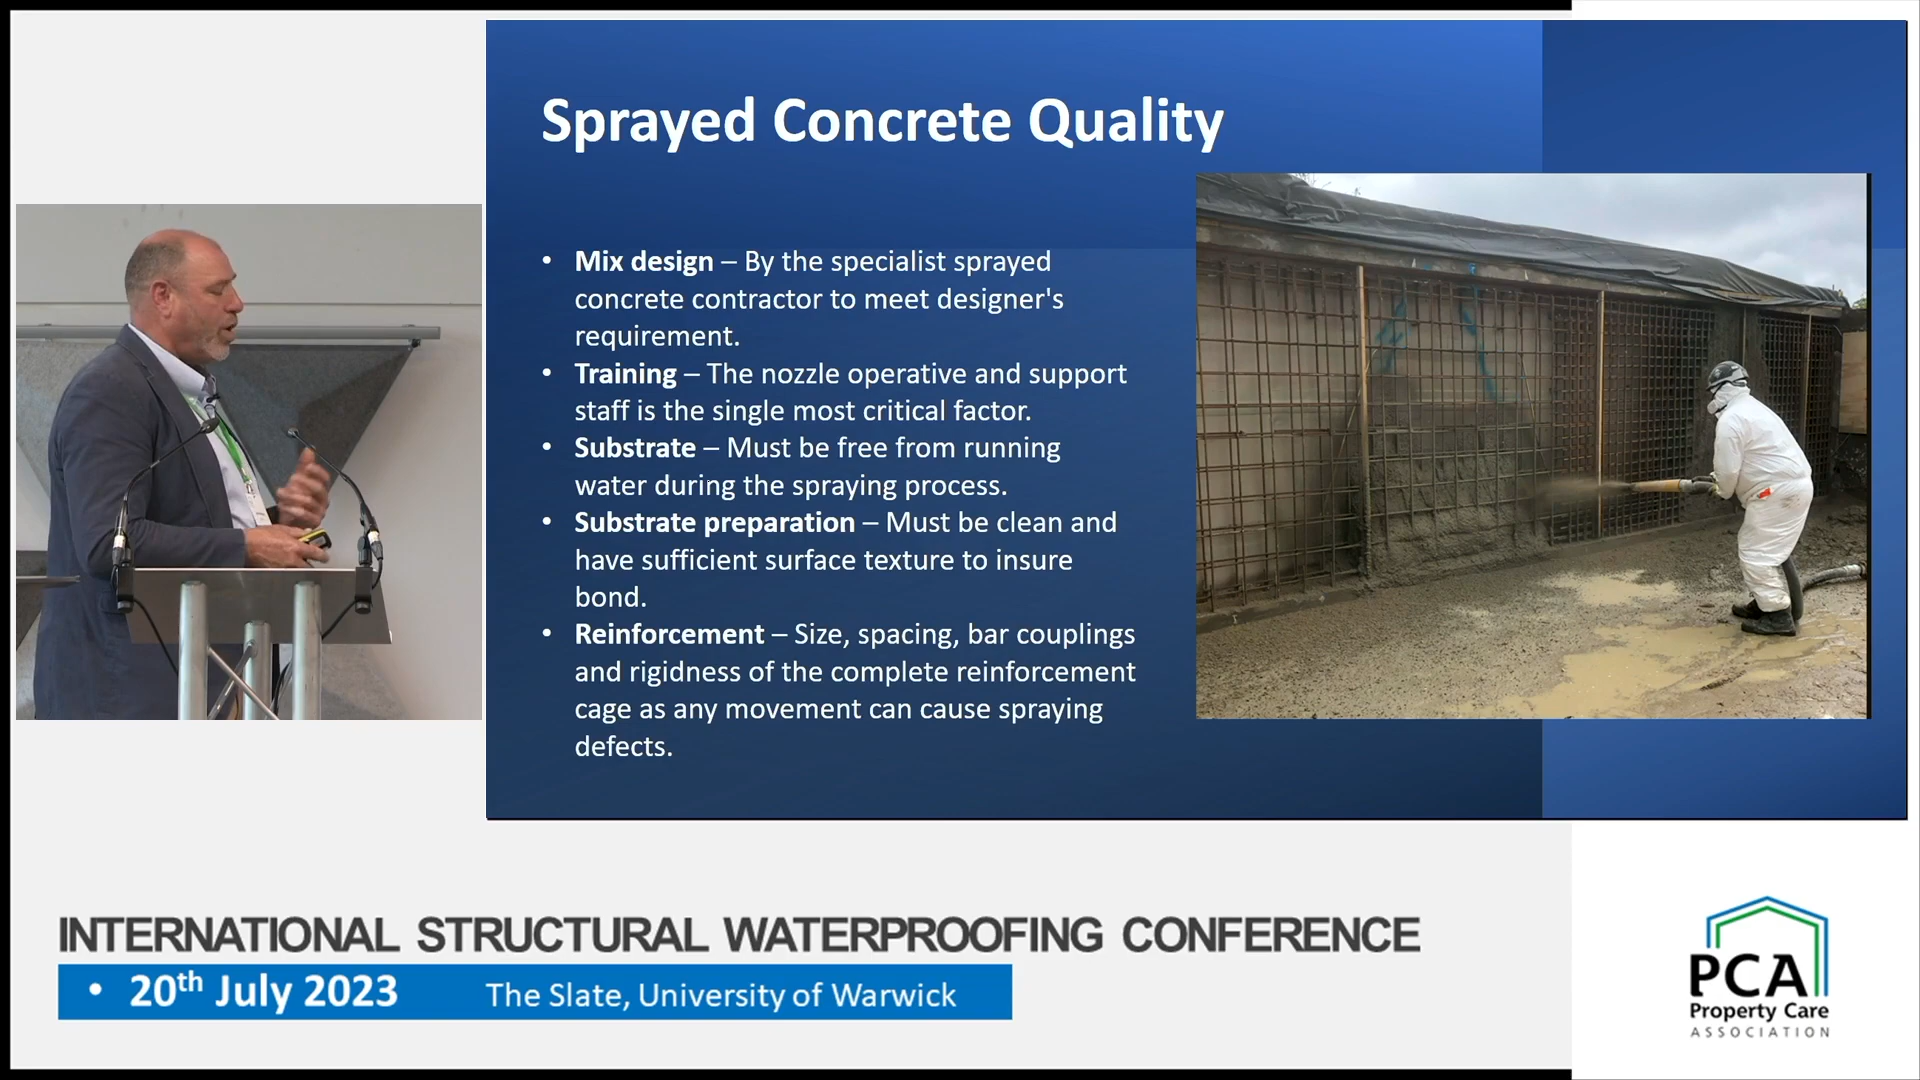 Sprayed Concrete Quality
• Mix design – By the specialist sprayed
concrete contractor to meet designer's
requirement.
• Training – The nozzle operative and support
staff is the single most critical factor.
• Substrate – Must be free from running
water during the spraying process.
• Substrate preparation – Must be clean and
have sufficient surface texture to insure
bond.
• Reinforcement – Size, spacing, bar couplings
and rigidness of the complete reinforcement
cage as any movement can cause spraying
defects.
INTERNATIONAL STRUCTURAL WATERPROOFING CONFERENCE
• 20th July 2023 The Slate, University of Warwick
PCA
Property Care
ASSOCIATION